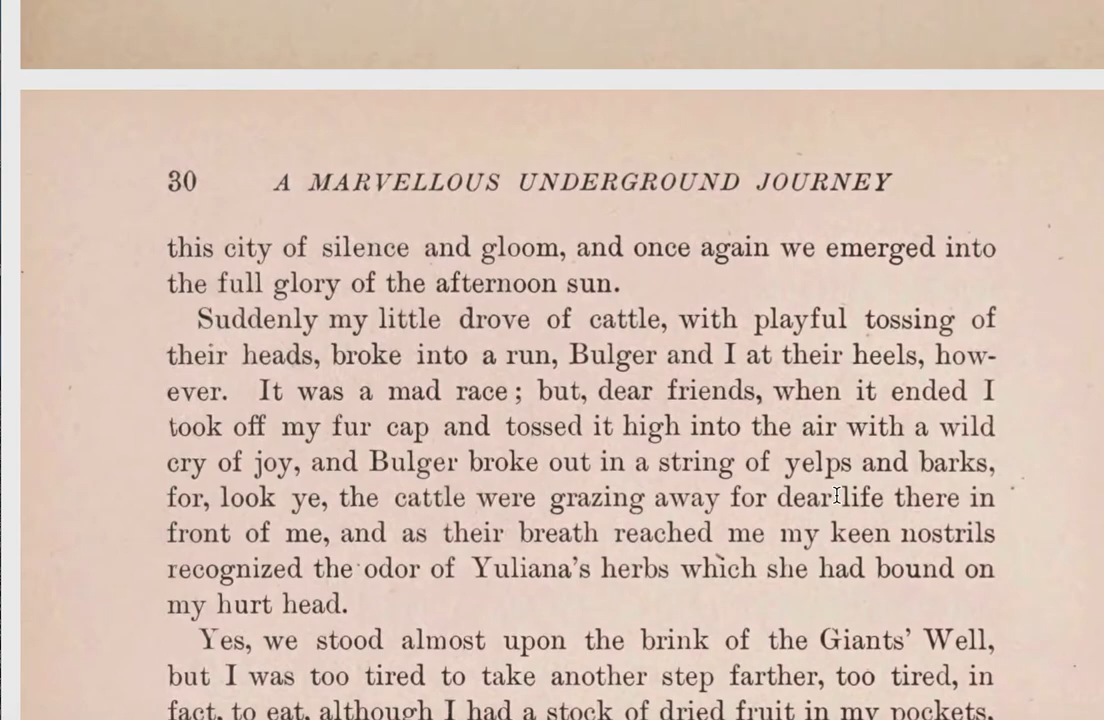 30 A MARVELLOUS UNDERGROUND JOURNEY
this city of silence and gloom, and once again we emerged into
the full glory of the afternoon sun.
Suddenly my little drove of cattle, with playful tossing of
their heads, broke into a run, Bulger and I at their heels, how-
ever. It was a mad race; but, dear friends, when it ended I
took off my fur cap and tossed it high into the air with a wild
cry of joy, and Bulger broke out in a string of yelps and barks,
for, look ye, the cattle were grazing away for dear life there in
front of me, and as their breath reached me my keen nostrils
recognized the odor of Yuliana's herbs which she had bound on
my hurt head.
Yes, we stood almost upon the brink of the Giants' Well,
but I was too tired to take another step farther, too tired, in
fact, to eat, although I had a stock of dried fruit in my pockets,